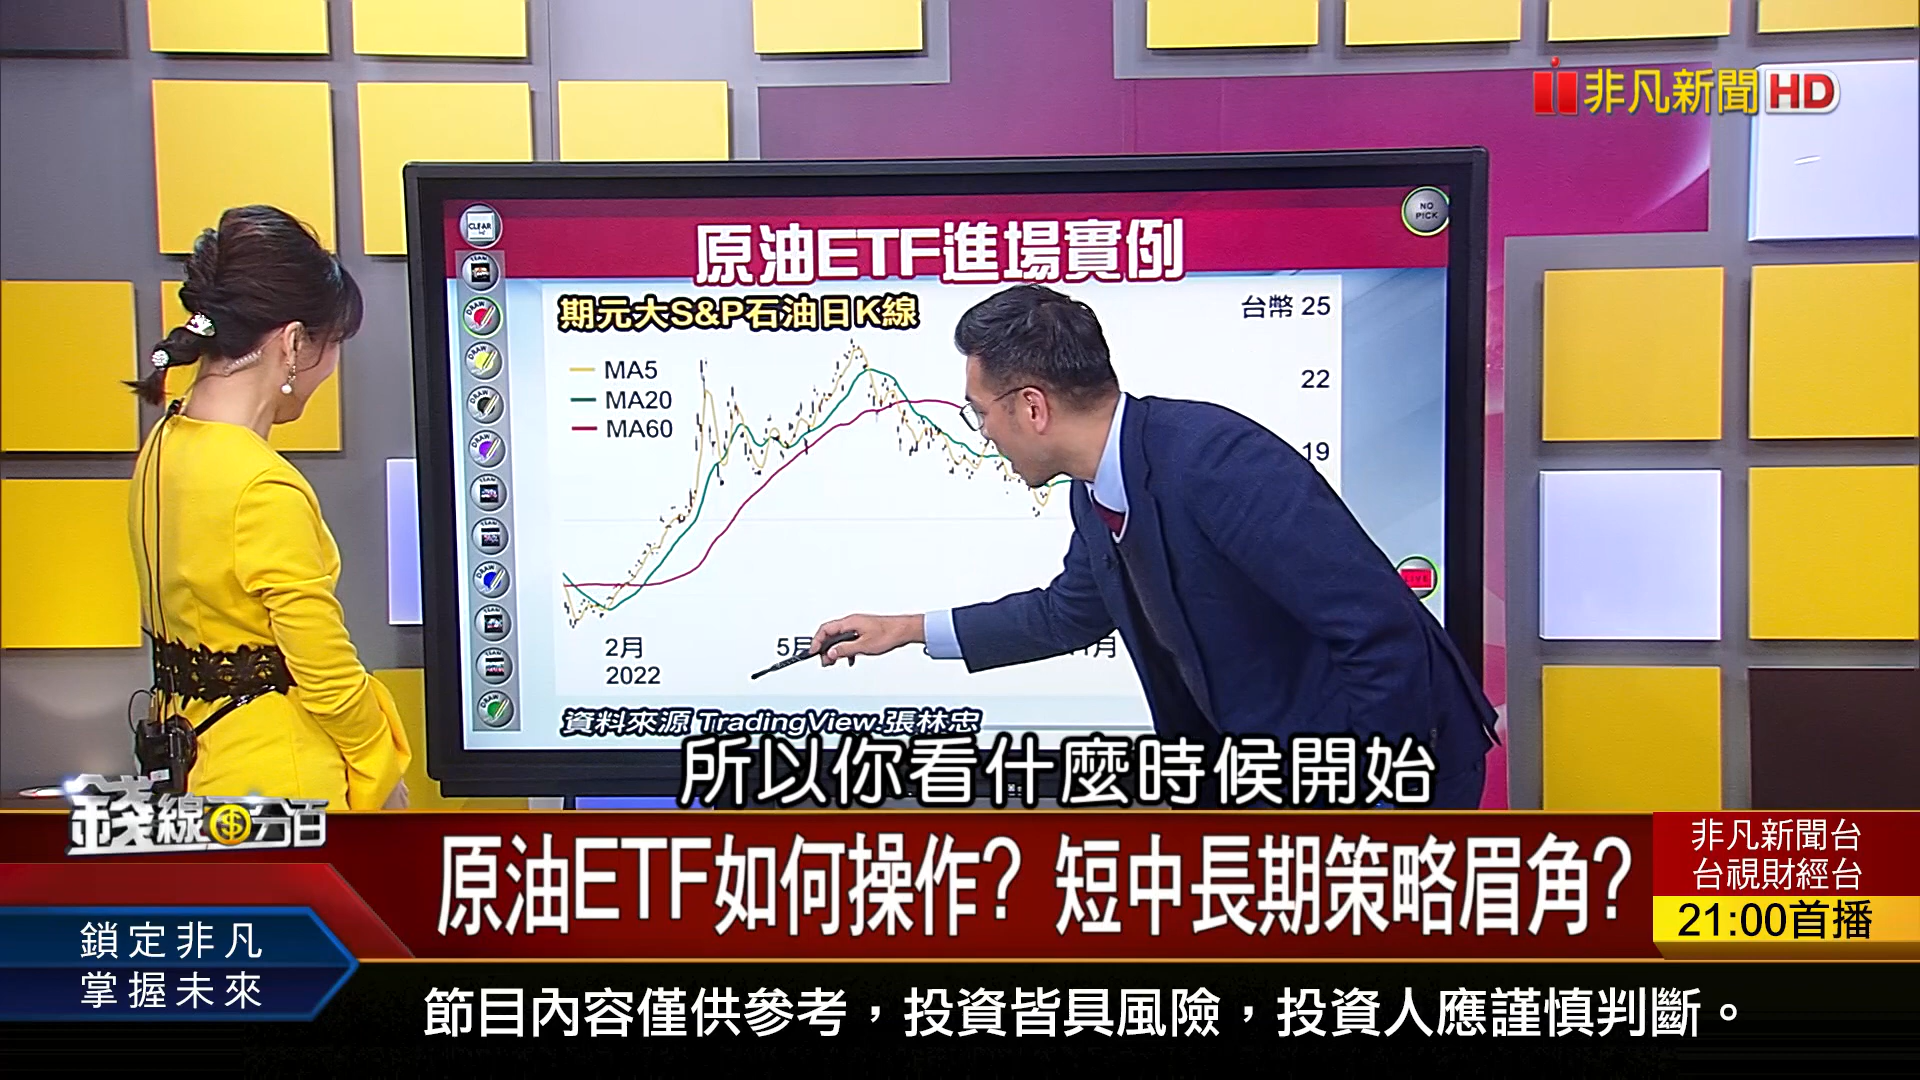 非凡新聞HD
CLEAR
NO PICK
原油ETF進場實例
期元大S&P石油日K線
台幣 25
MA5
22
MA20
MA60
19
DRAW
LIVE
2月
5月
月
2022
資料來源 TradingView.張林忠
所以你看什麼時候開始
錢線百分百
原油ETF如何操作? 短中長期策略眉角?
非凡新聞台
台視財經台
21:00首播
鎖定非凡
掌握未來
節目內容僅供參考，投資皆具風險，投資人應謹慎判斷。